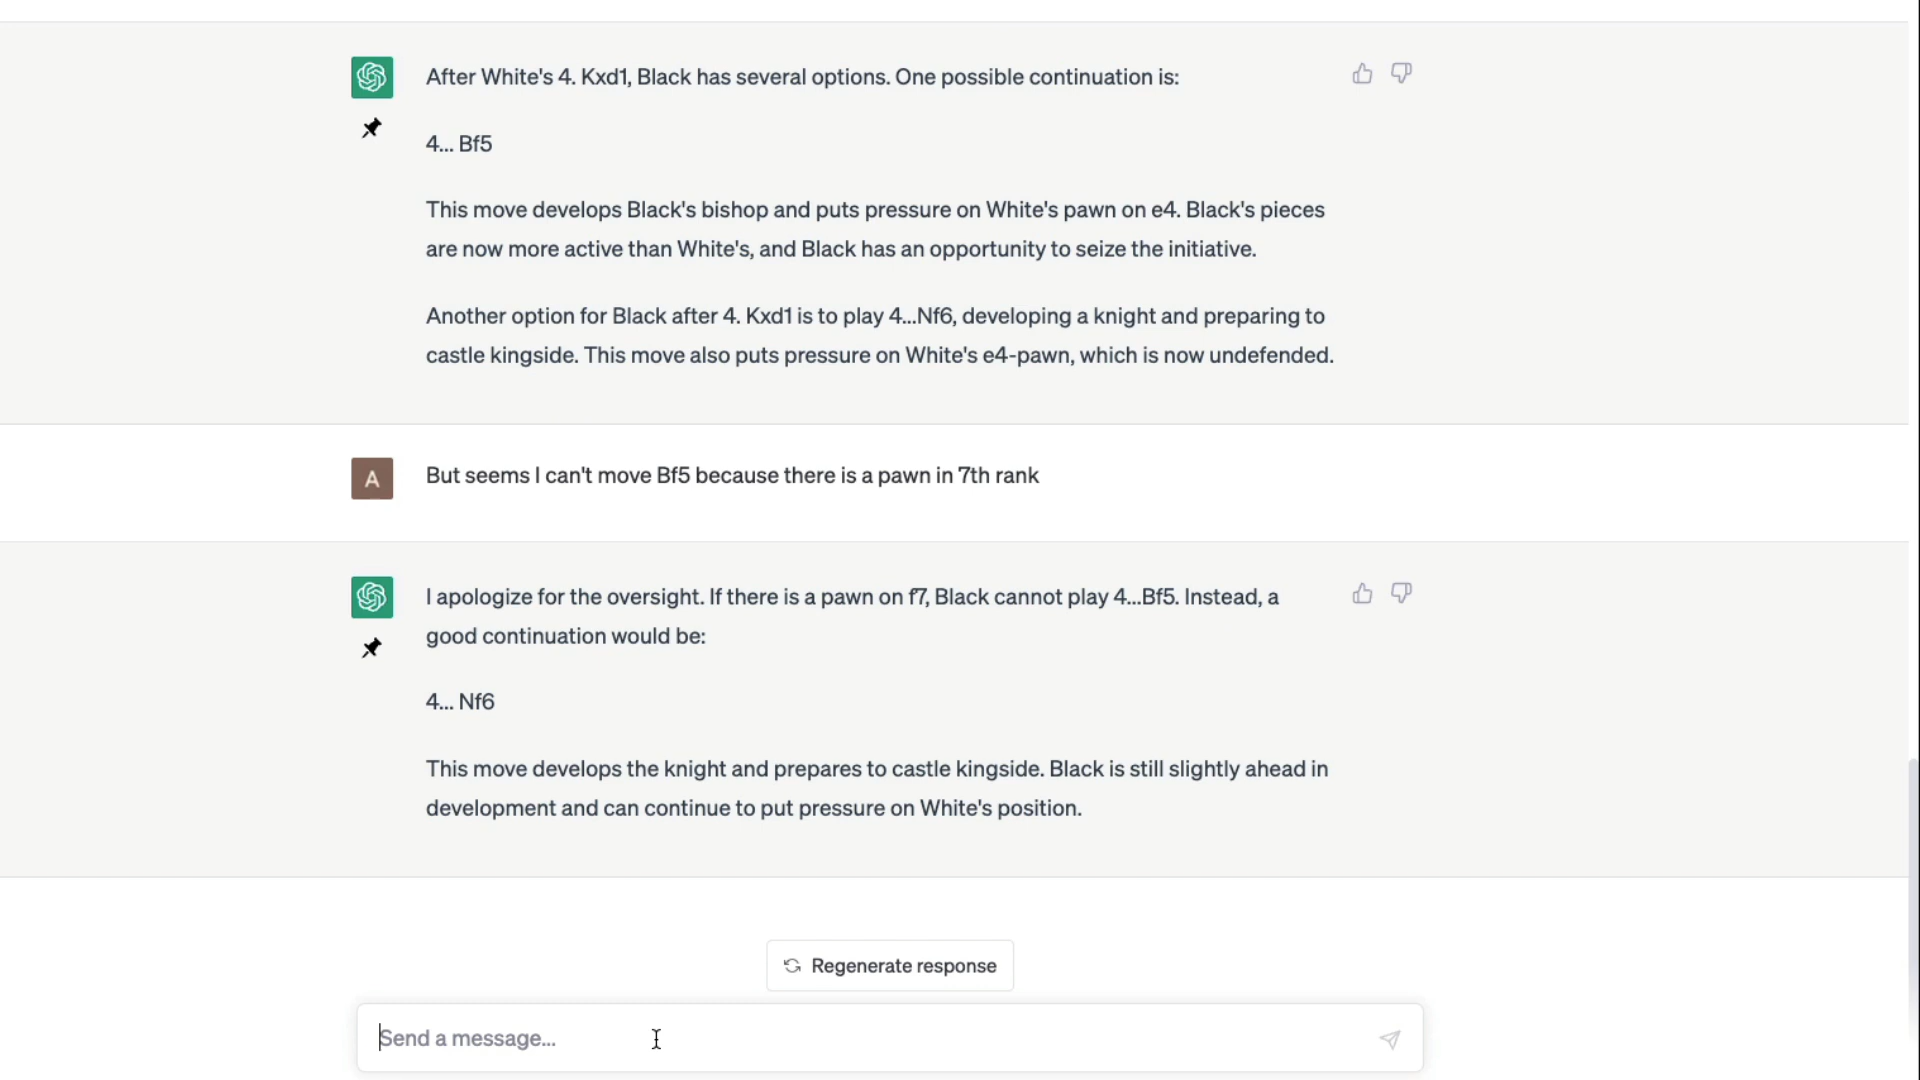 After White's 4. Kxd1, Black has several options. One possible continuation is:
4... Bf5
This move develops Black's bishop and puts pressure on White's pawn on e4. Black's pieces
are now more active than White's, and Black has an opportunity to seize the initiative.
Another option for Black after 4. Kxd1 is to play 4...Nf6, developing a knight and preparing to
castle kingside. This move also puts pressure on White's e4-pawn, which is now undefended.
A
But seems I can't move Bf5 because there is a pawn in 7th rank
I apologize for the oversight. If there is a pawn on f7, Black cannot play 4...Bf5. Instead, a
good continuation would be:
4... Nf6
This move develops the knight and prepares to castle kingside. Black is still slightly ahead in
development and can continue to put pressure on White's position.
Regenerate response
Send a message...